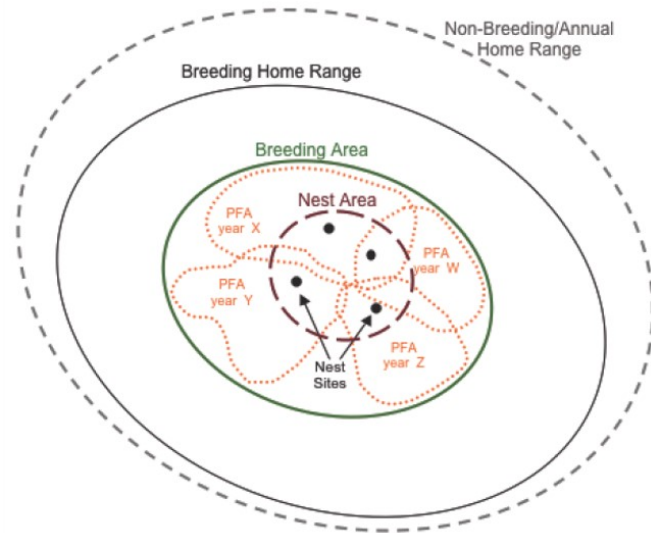 Non-Breeding/Annual
Home Range
Breeding Home Range
Breeding Area
Nest Area
PFA
year X
PFA
year W
PFA
year Y
PFA
year Z
Nest
Sites